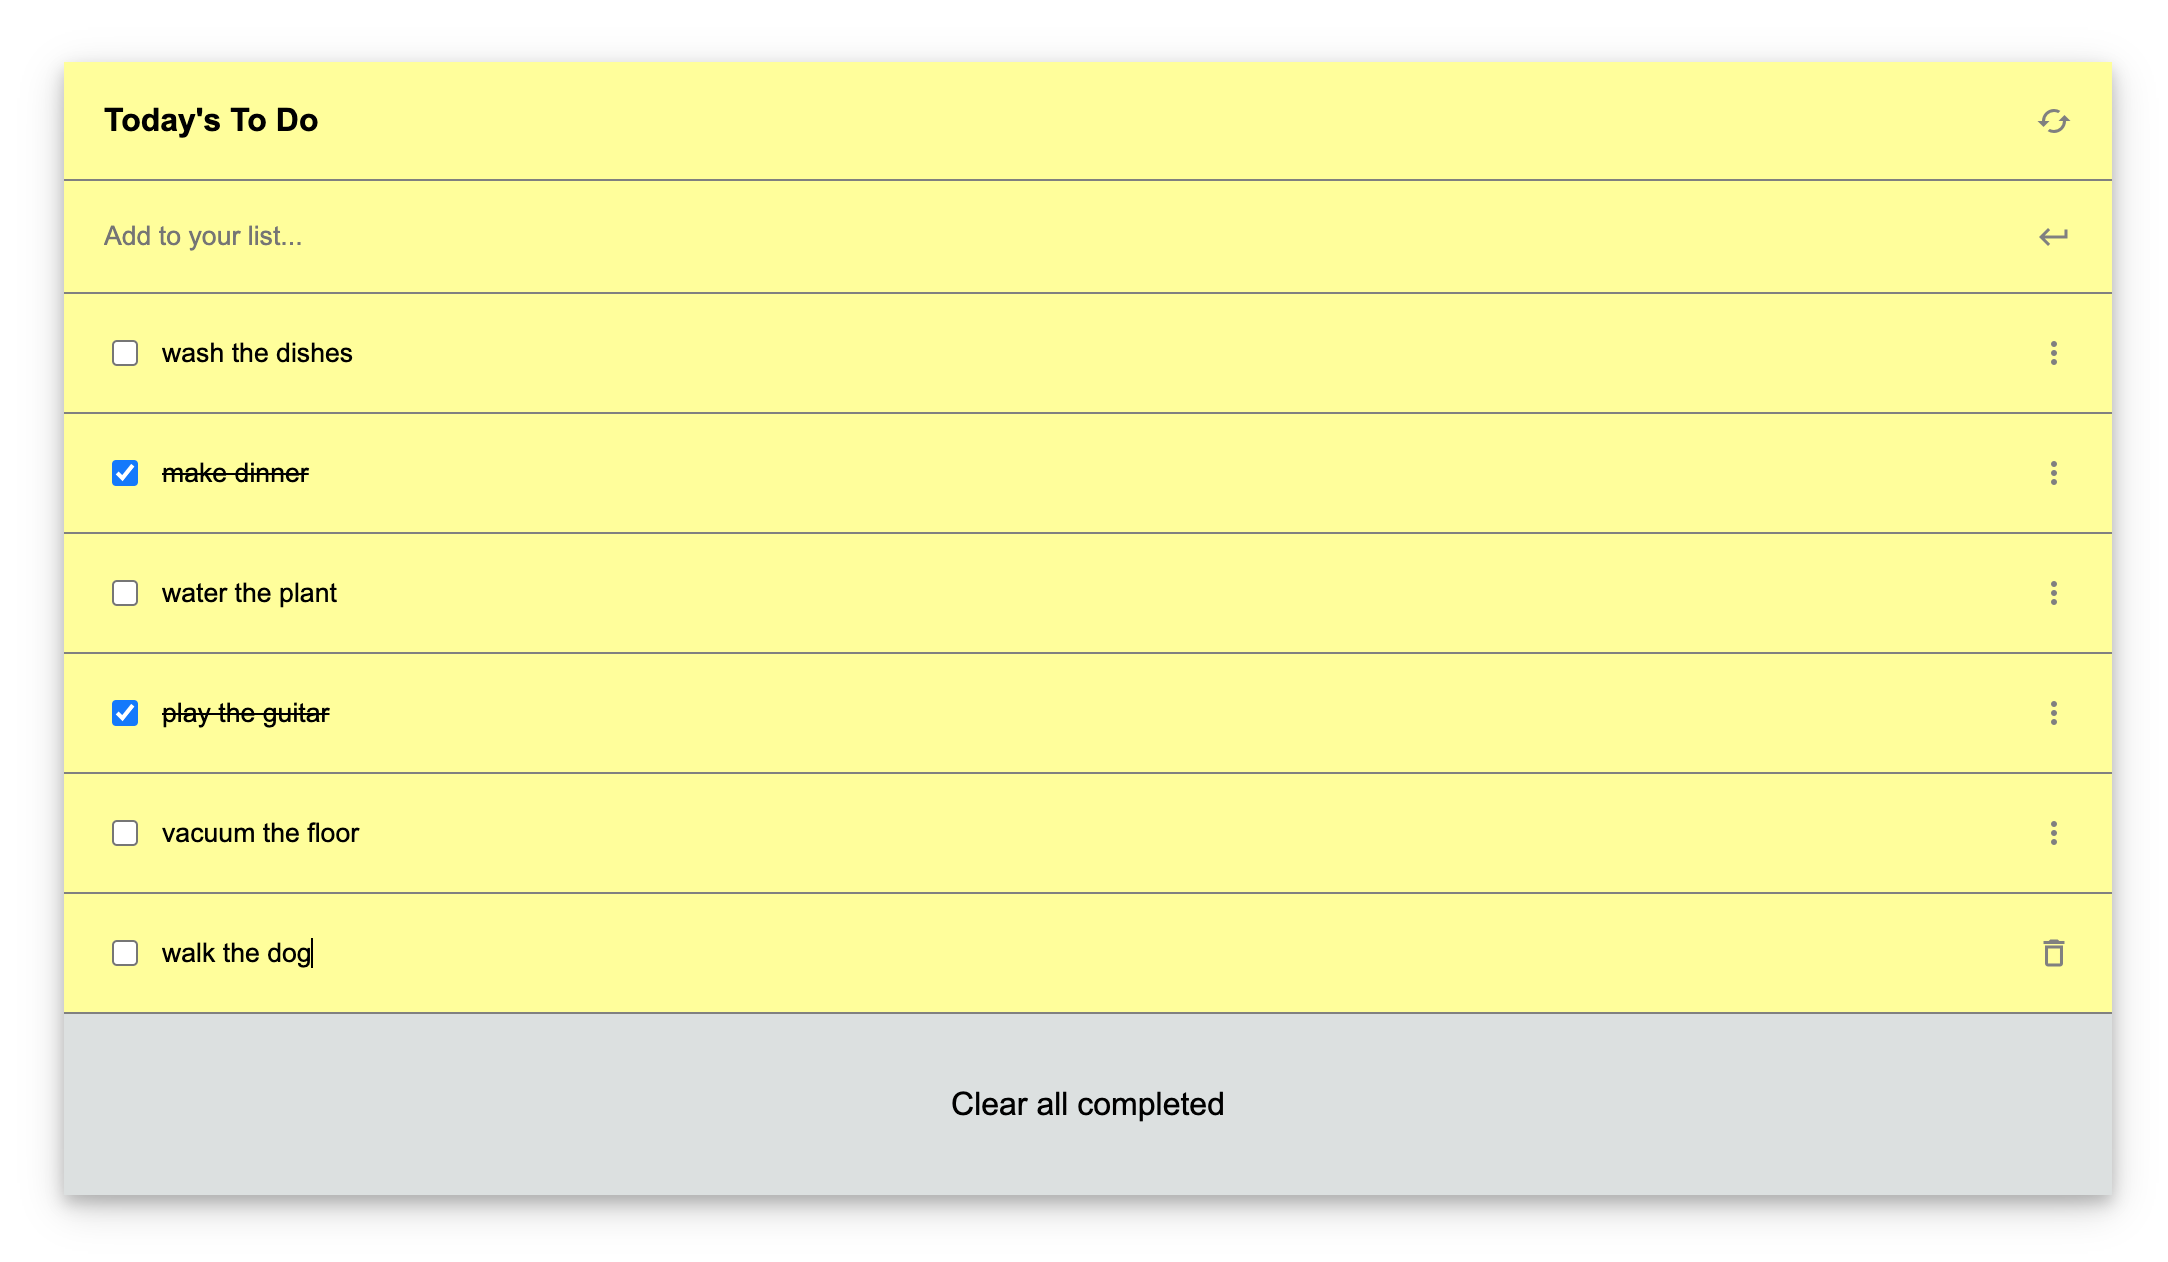 Today's To Do
Add to your list...
wash the dishes
make dinner
water the plant
play the guitar
vacuum the floor
walk the dog
Clear all completed